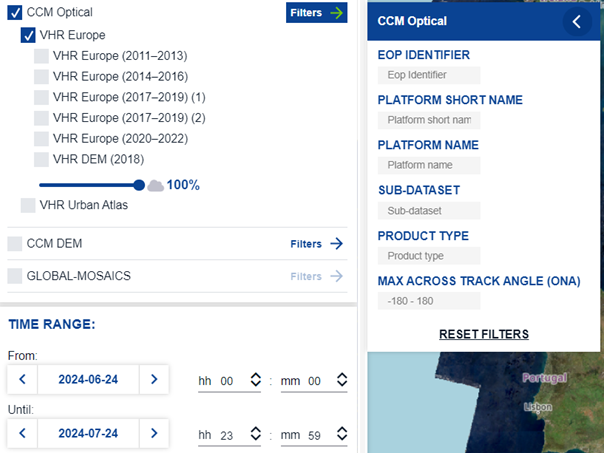 CCM Optical
Filters
VHR Europe
VHR Europe (2011–2013)
VHR Europe (2014–2016)
VHR Europe (2017–2019) (1)
VHR Europe (2017–2019) (2)
VHR Europe (2020–2022)
VHR DEM (2018)
100%
VHR Urban Atlas
CCM DEM
Filters
GLOBAL-MOSAICS
Filters
TIME RANGE:
From:
2024-06-24
hh 00 : mm 00
Until:
2024-07-24
hh 23 : mm 59
CCM Optical
EOP IDENTIFIER
Eop Identifier
PLATFORM SHORT NAME
Platform short nam
PLATFORM NAME
Platform name
SUB-DATASET
Sub-dataset
PRODUCT TYPE
Product type
MAX ACROSS TRACK ANGLE (ONA)
-180 - 180
RESET FILTERS
Portugal
Lisbon